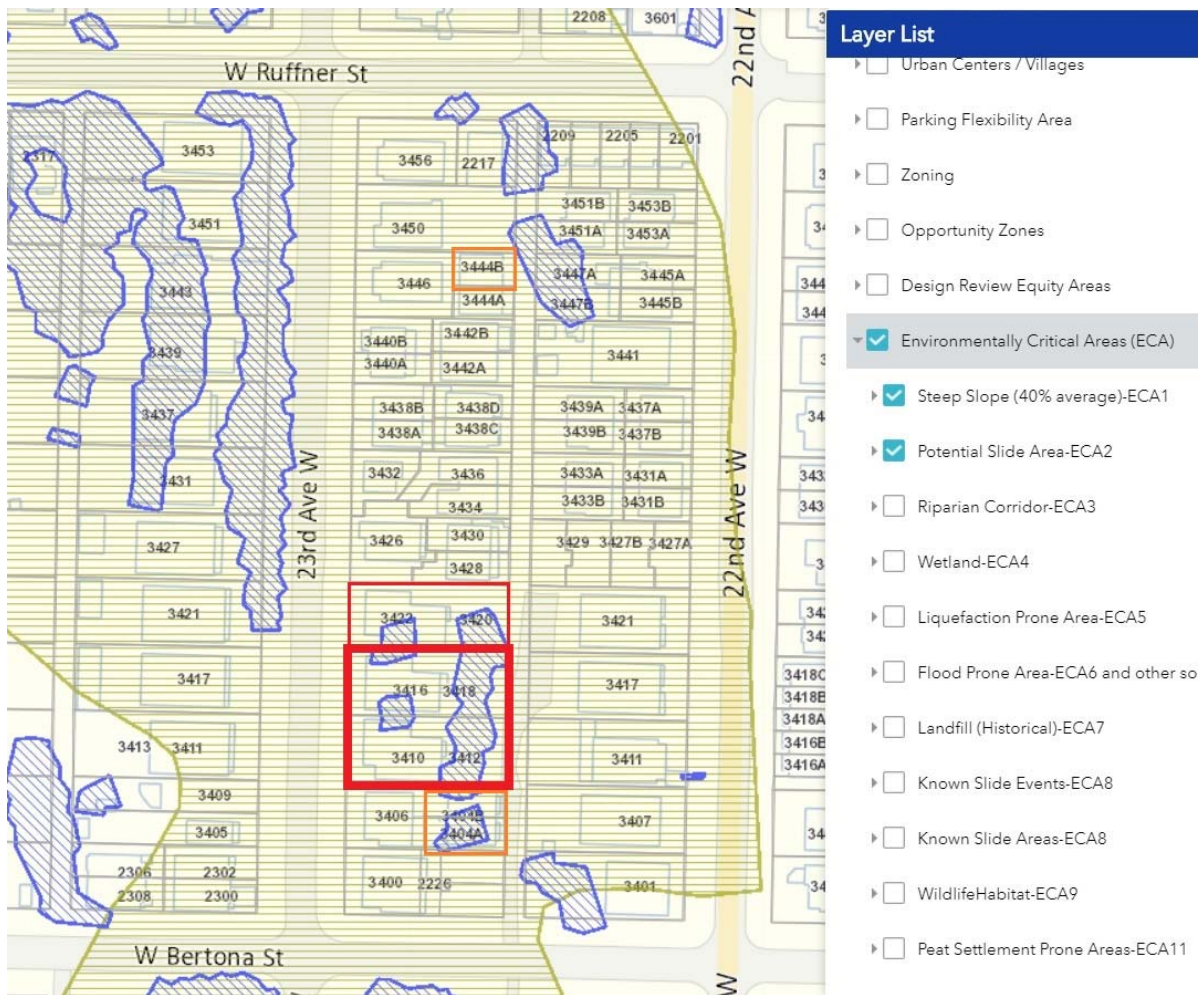 2208 3601
W Ruffner St
22nd A
2317
3453
3456 2217
2209 2205 2201
3451
3450
3451B 3453B
3451A 3453A
3443
3446
3444B
3444A
3447A 3445A
3447B 3445B
3439
3440B 3442B
3440A 3442A
3441
3437
3438B 3438D
3438A 3438C
3439A 3437A
3439B 3437B
3431
3432 3436
3434
3433A 3431A
3433B 3431B
23rd Ave W
22nd Ave W
3427
3426 3430
3428
3429 3427B 3427A
3421
3422 3420
3421
3417
3416 3418
3417
3418B
3418A
3416A
3413 3411
3410 3412
3411
3409
3405
3406
3404B
3404A
3407
2306 2302
2308 2300
3400 2226
3401
W Bertona St
W
Layer List
Urban Centers / Villages
Parking Flexibility Area
Zoning
Opportunity Zones
Design Review Equity Areas
Environmentally Critical Areas (ECA)
Steep Slope (40% average)-ECA1
Potential Slide Area-ECA2
Riparian Corridor-ECA3
Wetland-ECA4
Liquefaction Prone Area-ECA5
Flood Prone Area-ECA6 and other so
Landfill (Historical)-ECA7
Known Slide Events-ECA8
Known Slide Areas-ECA8
WildlifeHabitat-ECA9
Peat Settlement Prone Areas-ECA11